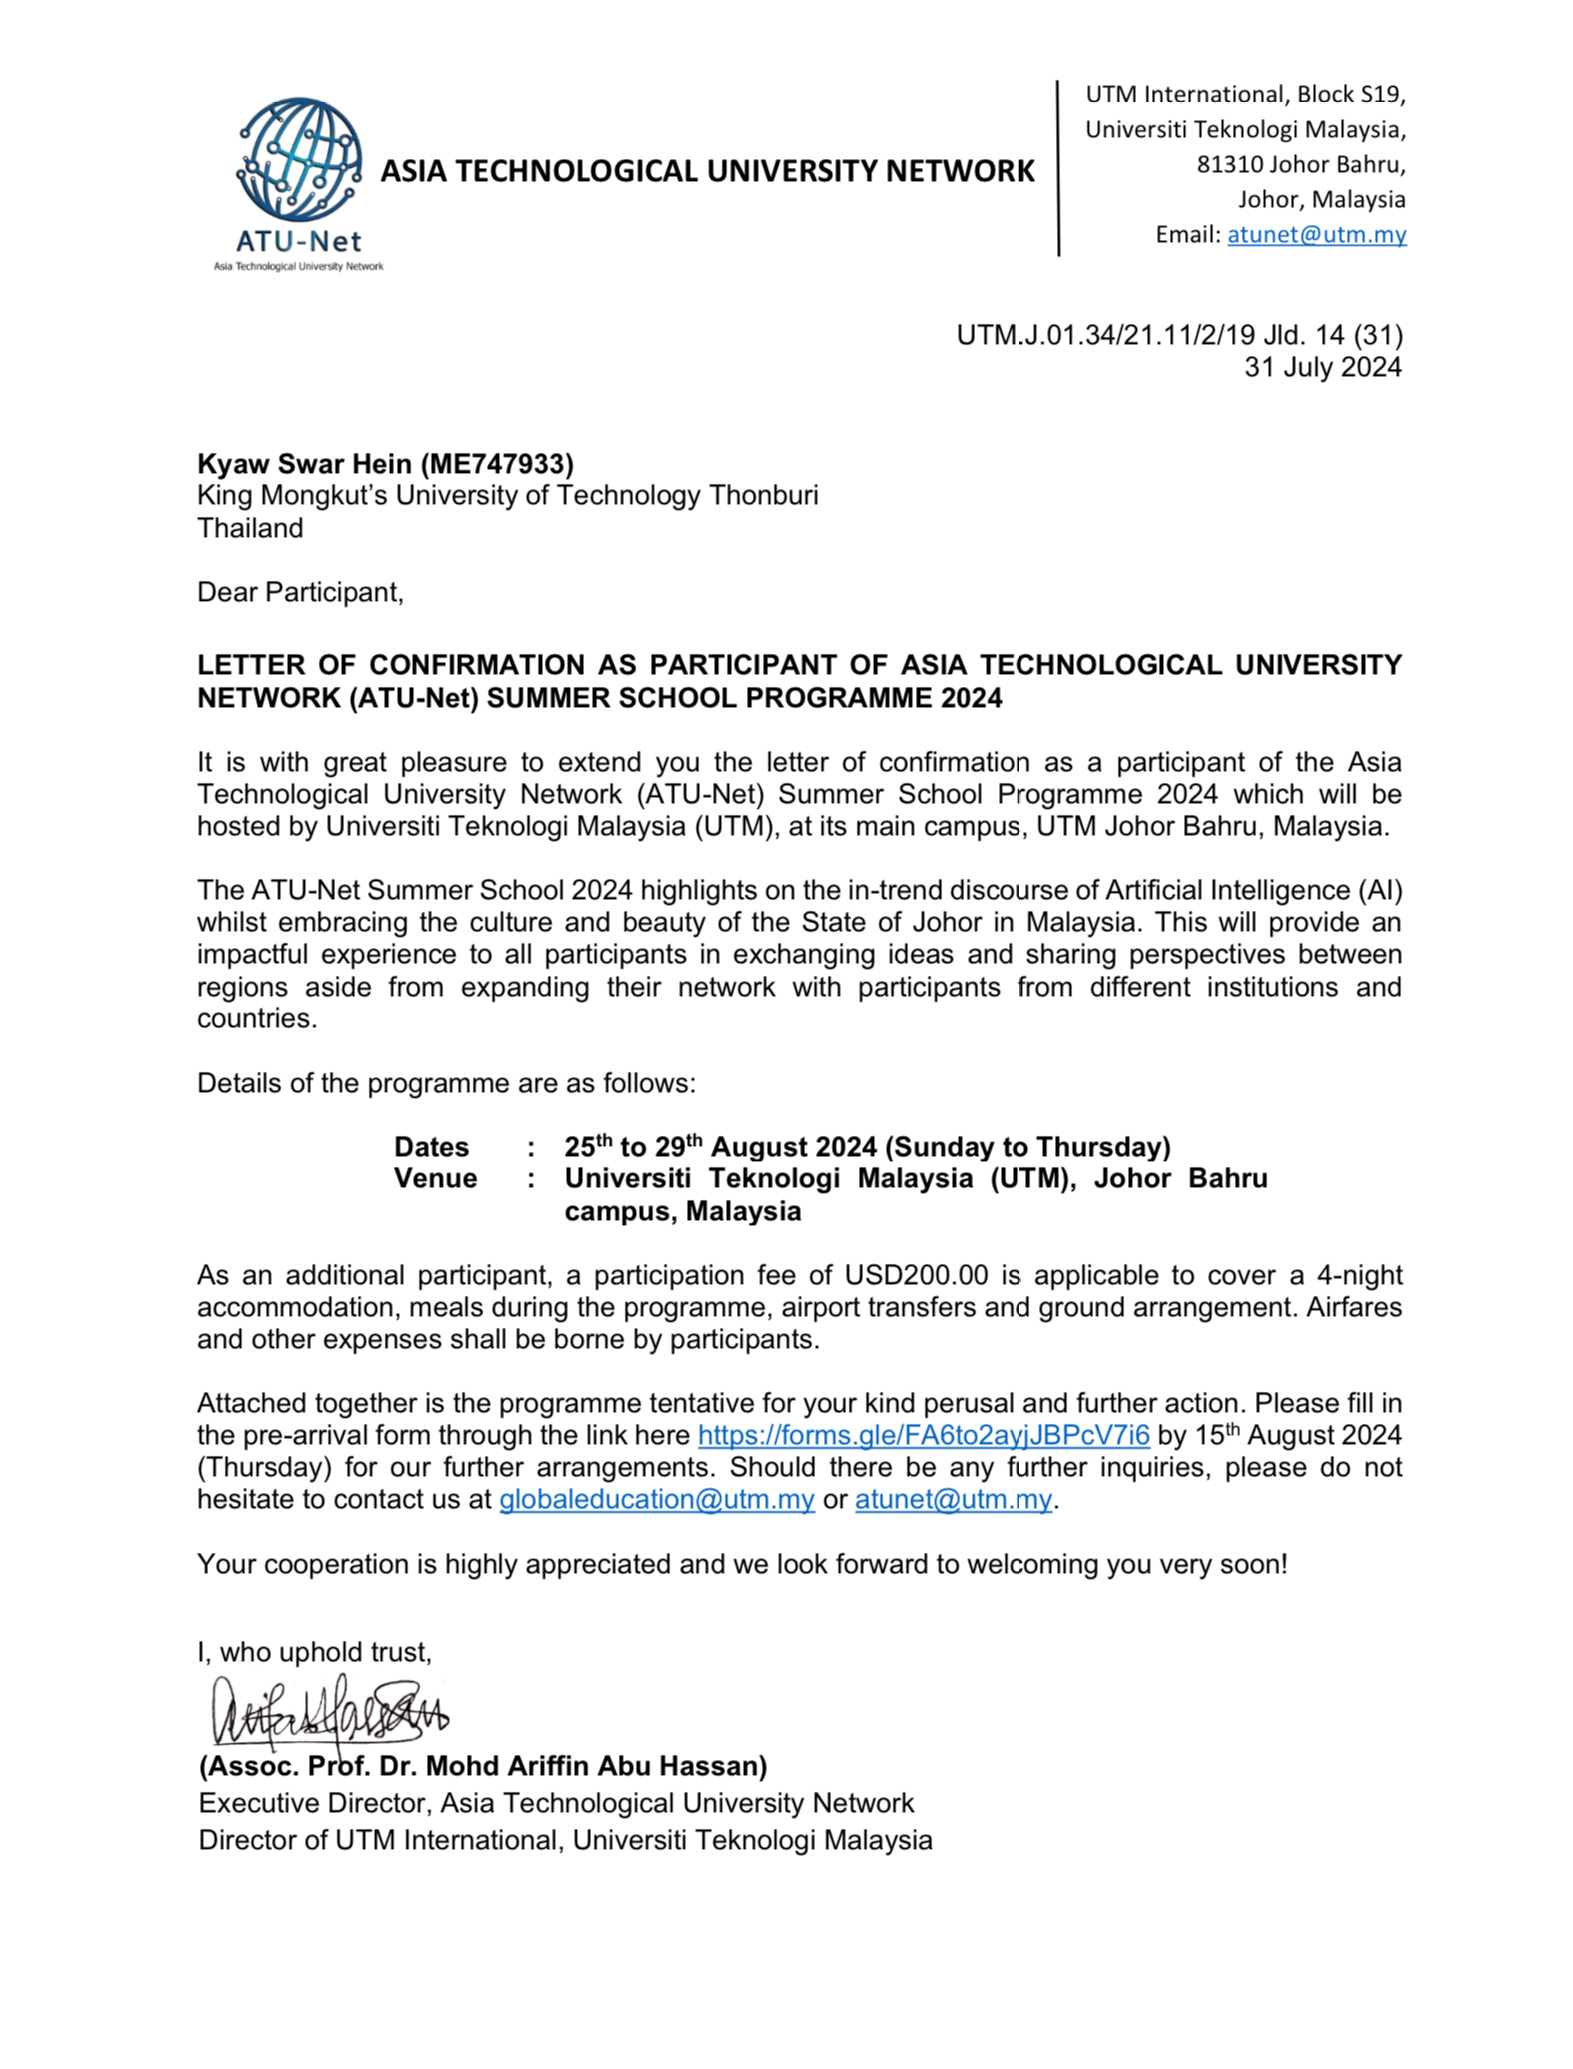 UTM International, Block S19,
Universiti Teknologi Malaysia,
81310 Johor Bahru,
Johor, Malaysia
Email: atunet@utm.my
ASIA TECHNOLOGICAL UNIVERSITY NETWORK
ATU-Net
Asia Technological University Network
UTM.J.01.34/21.11/2/19 Jld. 14 (31)
31 July 2024
Kyaw Swar Hein (ME747933)
King Mongkut's University of Technology Thonburi
Thailand
Dear Participant,
LETTER OF CONFIRMATION AS PARTICIPANT OF ASIA TECHNOLOGICAL UNIVERSITY
NETWORK (ATU-Net) SUMMER SCHOOL PROGRAMME 2024
It is with great pleasure to extend you the letter of confirmation as a participant of the Asia
Technological University Network (ATU-Net) Summer School Programme 2024 which will be
hosted by Universiti Teknologi Malaysia (UTM), at its main campus, UTM Johor Bahru, Malaysia.
The ATU-Net Summer School 2024 highlights on the in-trend discourse of Artificial Intelligence (AI)
whilst embracing the culture and beauty of the State of Johor in Malaysia. This will provide an
impactful experience to all participants in exchanging ideas and sharing perspectives between
regions aside from expanding their network with participants from different institutions and
countries.
Details of the programme are as follows:
Dates : 25th to 29th August 2024 (Sunday to Thursday)
Venue : Universiti Teknologi Malaysia (UTM), Johor Bahru
campus, Malaysia
As an additional participant, a participation fee of USD200.00 is applicable to cover a 4-night
accommodation, meals during the programme, airport transfers and ground arrangement. Airfares
and other expenses shall be borne by participants.
Attached together is the programme tentative for your kind perusal and further action. Please fill in
the pre-arrival form through the link here https://forms.gle/FA6to2ayjJBPcV7i6 by 15th August 2024
(Thursday) for our further arrangements. Should there be any further inquiries, please do not
hesitate to contact us at globaleducation@utm.my or atunet@utm.my.
Your cooperation is highly appreciated and we look forward to welcoming you very soon!
I, who uphold trust,
(Assoc. Prof. Dr. Mohd Ariffin Abu Hassan)
Executive Director, Asia Technological University Network
Director of UTM International, Universiti Teknologi Malaysia